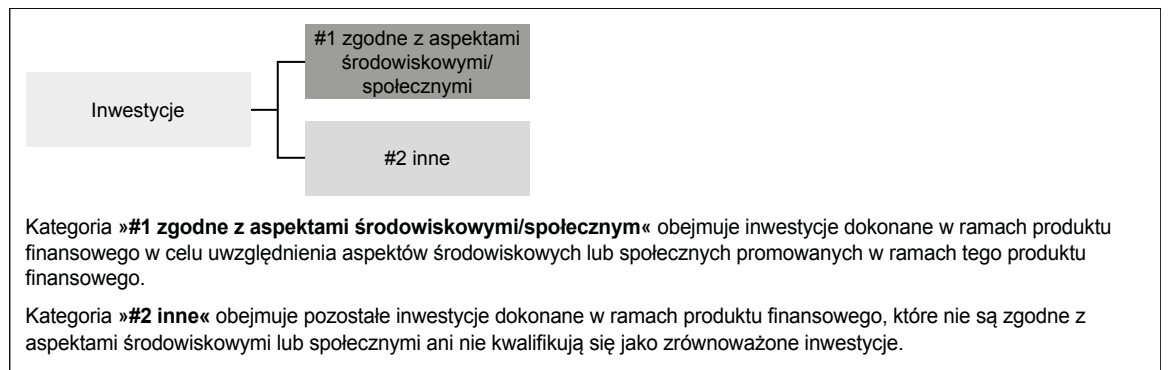 #1 zgodne z aspektami
środowiskowymi/
społecznymi
Inwestycje
#2 inne
Kategoria »#1 zgodne z aspektami środowiskowymi/społecznym« obejmuje inwestycje dokonane w ramach produktu
finansowego w celu uwzględnienia aspektów środowiskowych lub społecznych promowanych w ramach tego produktu
finansowego.
Kategoria »#2 inne« obejmuje pozostałe inwestycje dokonane w ramach produktu finansowego, które nie są zgodne z
aspektami środowiskowymi lub społecznymi ani nie kwalifikują się jako zrównoważone inwestycje.